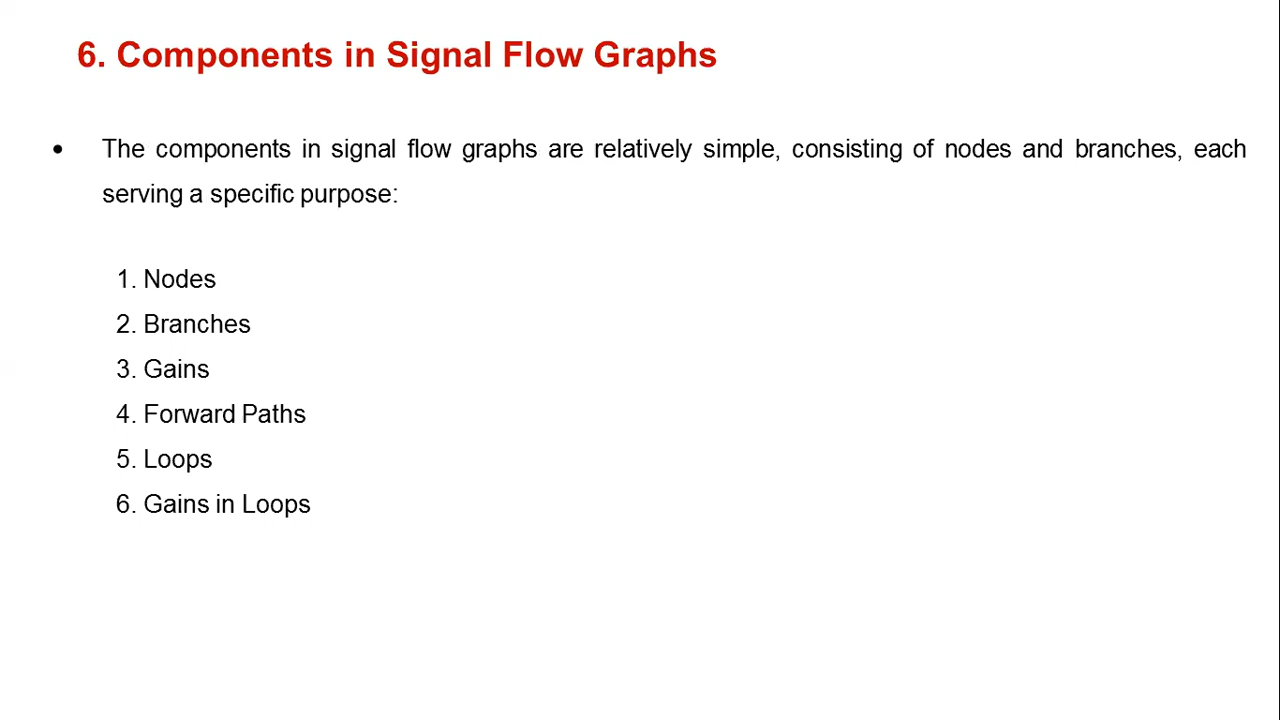 6. Components in Signal Flow Graphs
• The components in signal flow graphs are relatively simple, consisting of nodes and branches, each
serving a specific purpose:
1. Nodes
2. Branches
3. Gains
4. Forward Paths
5. Loops
6. Gains in Loops